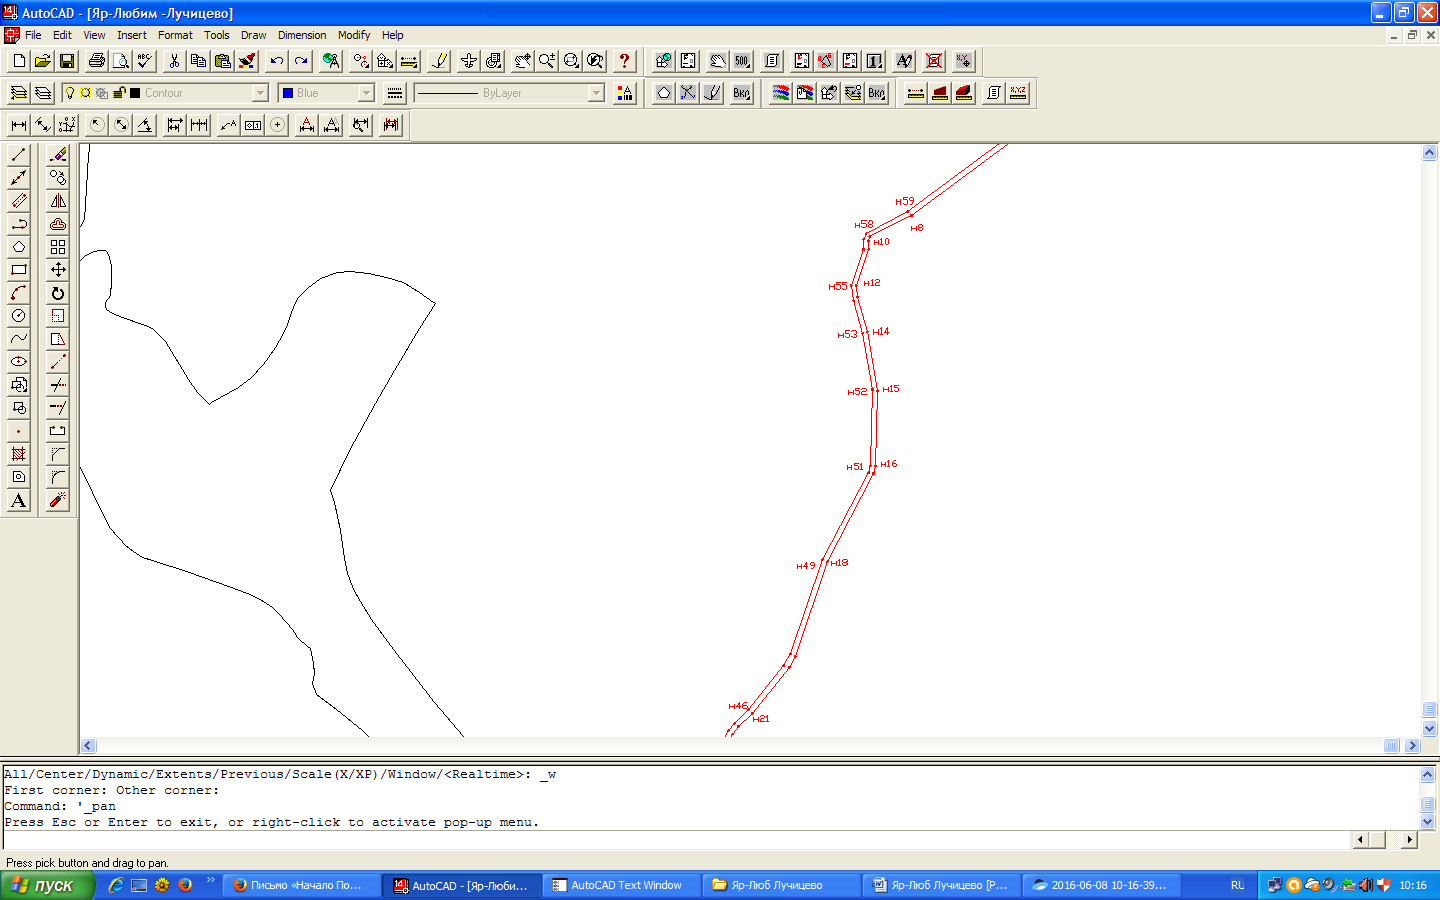 AutoCAD - [Яр-Любим -Лучицево]
File Edit View Insert Format Tools Draw Dimension Modify Help
Contour Blue ByLayer
н59
н8
н58
н10
н55 н12
н53 н14
н52 н15
н51 н16
н49 н18
н46
н21
All/Center/Dynamic/Extents/Previous/Scale(X/XP)/Window/<Realtime>: _w
First corner: Other corner:
Command: '_pan
Press Esc or Enter to exit, or right-click to activate pop-up menu.
Press pick button and drag to pan.
пуск Письмо «Начало По... AutoCAD - [Яр-Люби... AutoCAD Text Window Яр-Люб Лучицево Яр-Люб Лучицево [Р... 2016-06-08 10-16-39... RU 10:16